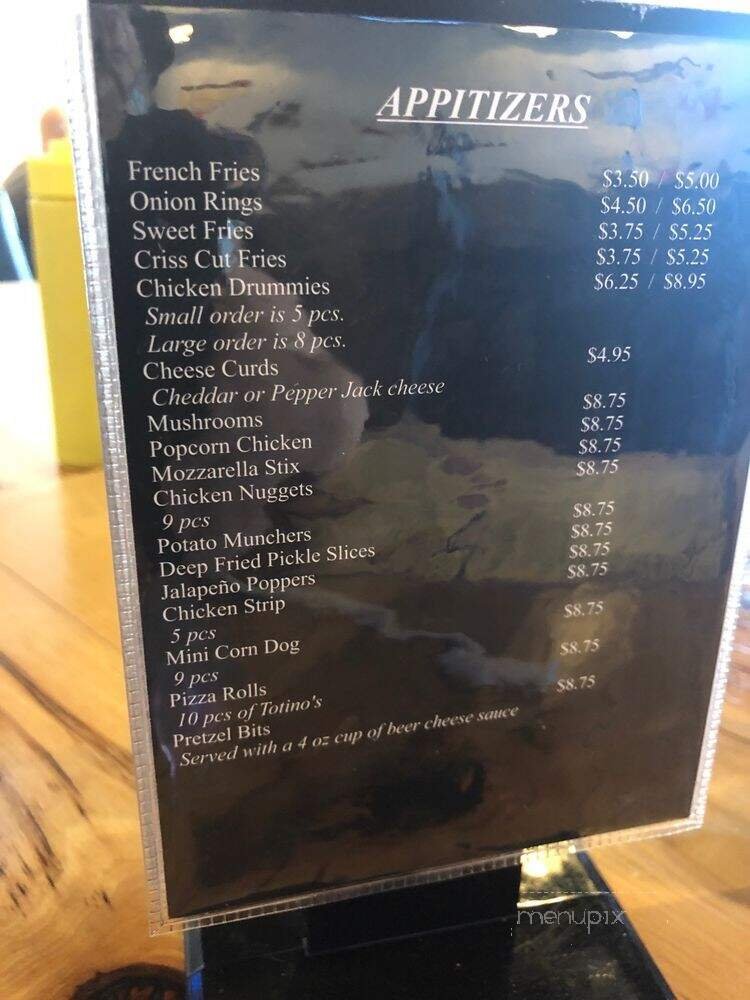 APPITIZERS
French Fries $3.50 / $5.00
Onion Rings $4.50 / $6.50
Sweet Fries $3.75 / $5.25
Criss Cut Fries $3.75 / $5.25
Chicken Drummies $6.25 / $8.95
Small order is 5 pcs.
Large order is 8 pcs.
Cheese Curds $4.95
Cheddar or Pepper Jack cheese
Mushrooms $8.75
Popcorn Chicken $8.75
Mozzarella Stix $8.75
Chicken Nuggets $8.75
9 pcs
Potato Munchers $8.75
Deep Fried Pickle Slices $8.75
Jalapeño Poppers $8.75
Chicken Strip $8.75
5 pcs
Mini Corn Dog $8.75
9 pcs
Pizza Rolls $8.75
10 pcs of Totino's
Pretzel Bits $8.75
Served with a 4 oz cup of beer cheese sauce
menupix